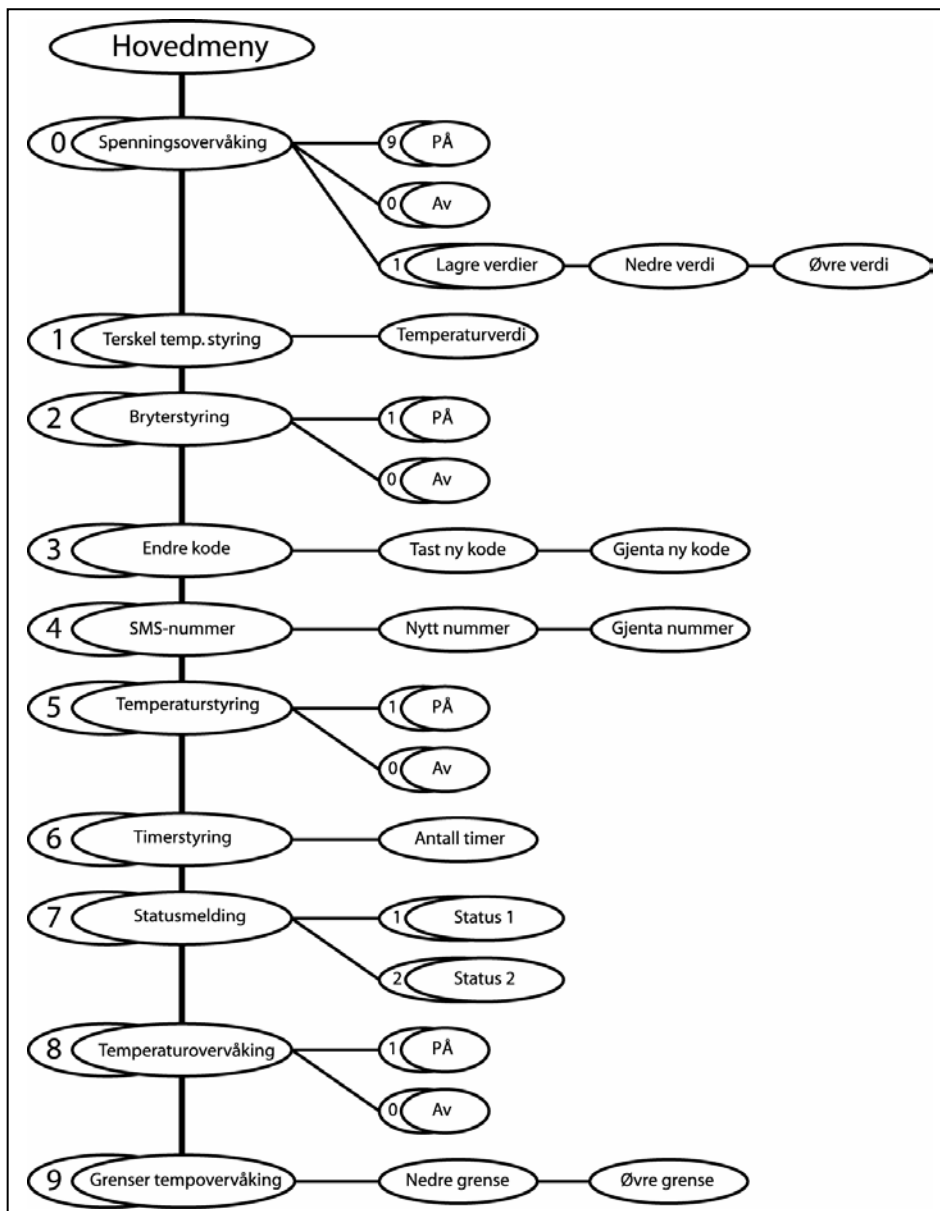 Hovedmeny
0 Spenningsovervåking
9 PÅ
0 Av
1 Lagre verdier Nedre verdi Øvre verdi
1 Terskel temp. styring Temperaturverdi
2 Bryterstyring
1 PÅ
0 Av
3 Endre kode Tast ny kode Gjenta ny kode
4 SMS-nummer Nytt nummer Gjenta nummer
5 Temperaturstyring
1 PÅ
0 Av
6 Timerstyring Antall timer
7 Statusmelding
1 Status 1
2 Status 2
8 Temperaturovervåking
1 PÅ
0 Av
9 Grenser tempovervåking Nedre grense Øvre grense